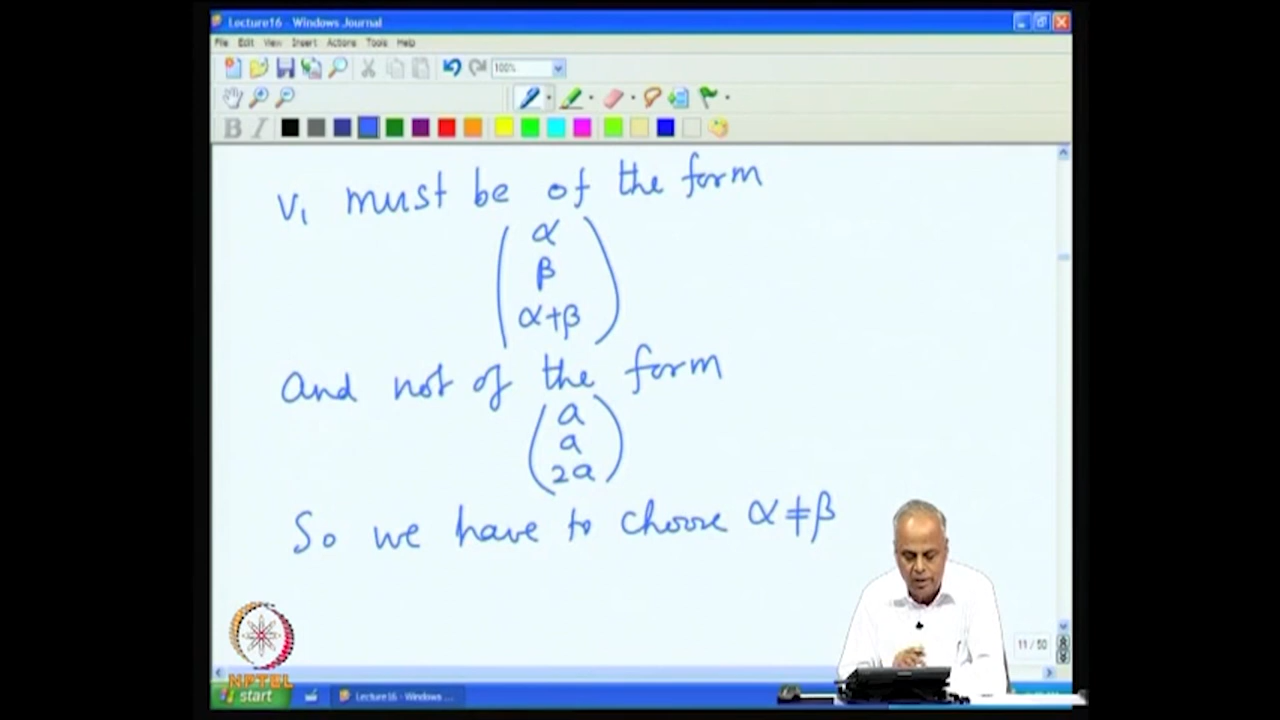 Lecture16 - Windows Journal
File Edit View Insert Actions Tools Help
100%
B I
v₁ must be of the form
α
β
α+β
And not of the form
a
a
2a
So we have to choose α≠β
11 / 50
NPTEL
start Lecture16 - Windows ...